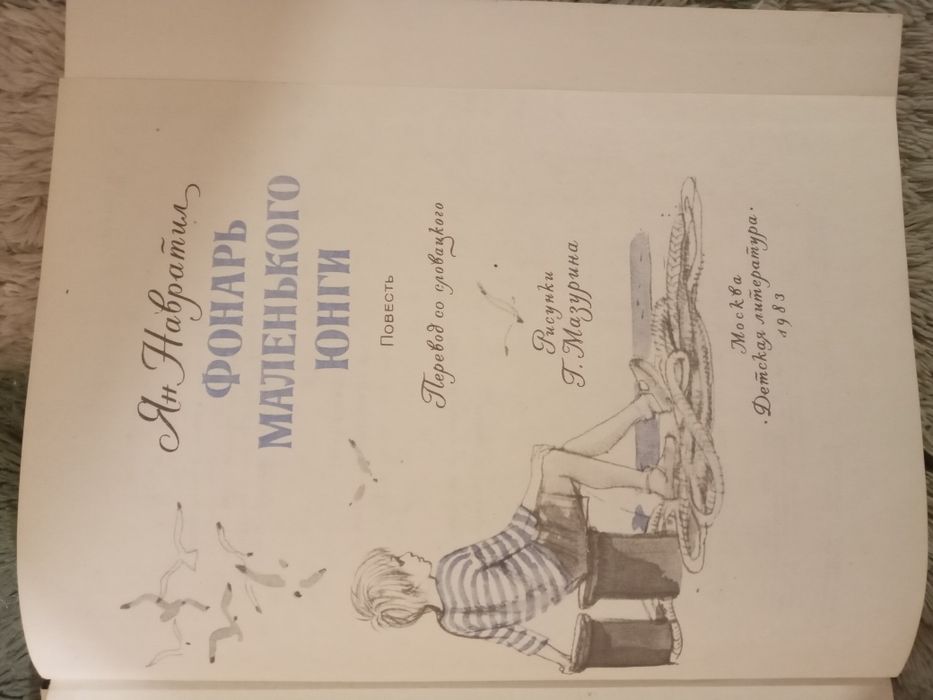 Ян Навратил
ФОНАРЬ
МАЛЕНЬКОГО
ЮНГИ
Повесть
Перевод со словацкого
Рисунки
Г. Мазурина
Москва
·Детская литература·
1983